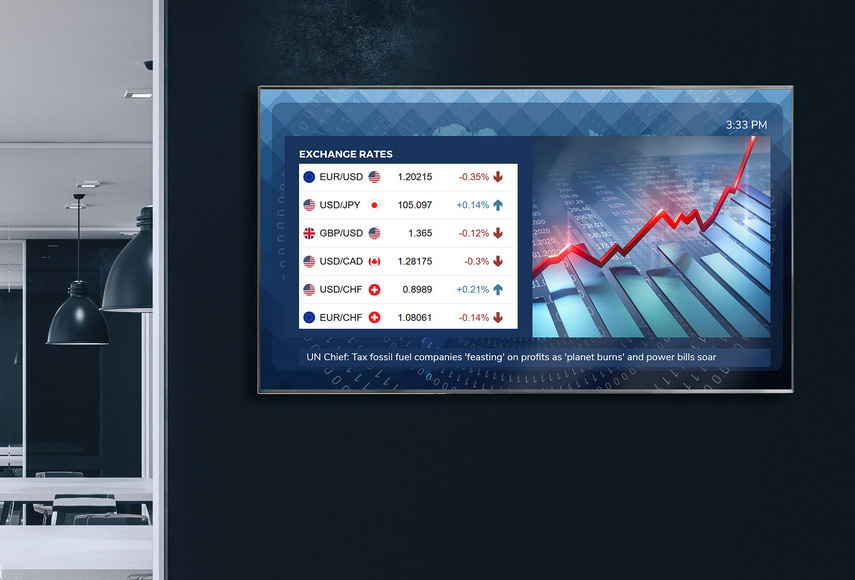 3:33 PM
EXCHANGE RATES
EUR/USD 1.20215 -0.35%
USD/JPY 105.097 +0.14%
GBP/USD 1.365 -0.12%
USD/CAD 1.28175 -0.3%
USD/CHF 0.8989 +0.21%
EUR/CHF 1.08061 -0.14%
UN Chief: Tax fossil fuel companies 'feasting' on profits as 'planet burns' and power bills soar